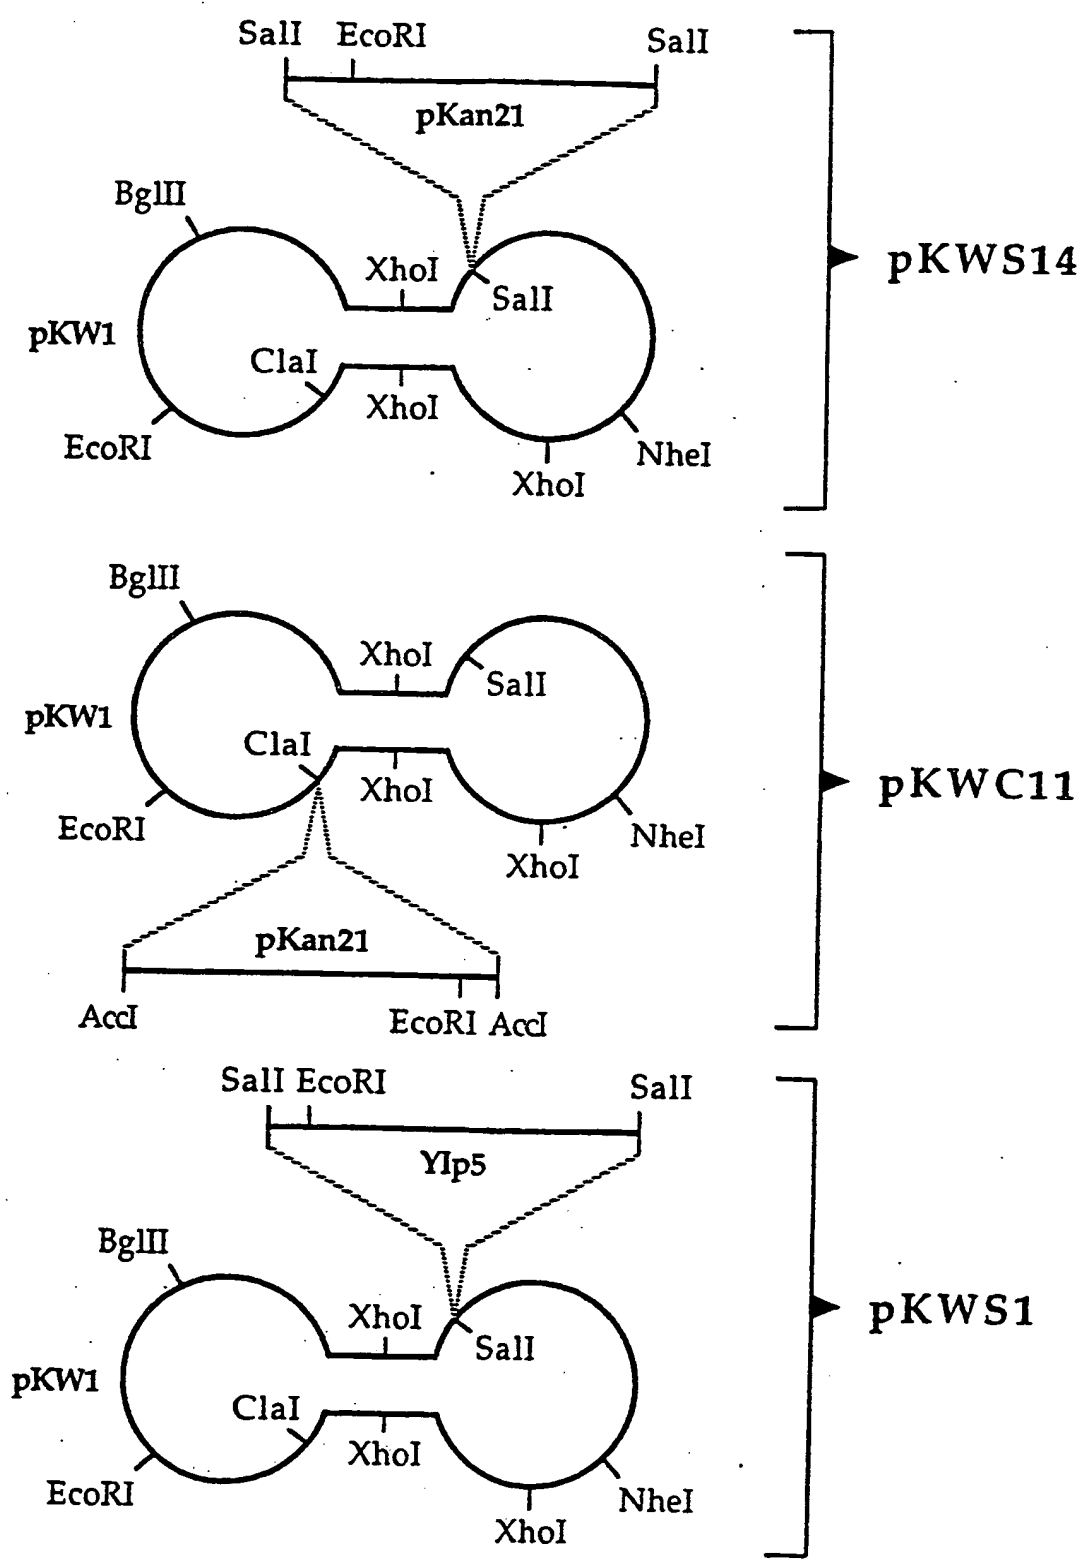 SalI EcoRI SalI
pKan21
BglII
XhoI
SalI
pKW1
ClaI
XhoI
EcoRI
NheI
XhoI
pKWS14
BglII
XhoI
SalI
pKW1
ClaI
XhoI
EcoRI
NheI
XhoI
pKan21
AccI EcoRI AccI
pKWC11
SalI EcoRI SalI
YIp5
BglII
XhoI
SalI
pKW1
ClaI
XhoI
EcoRI
NheI
XhoI
pKWS1